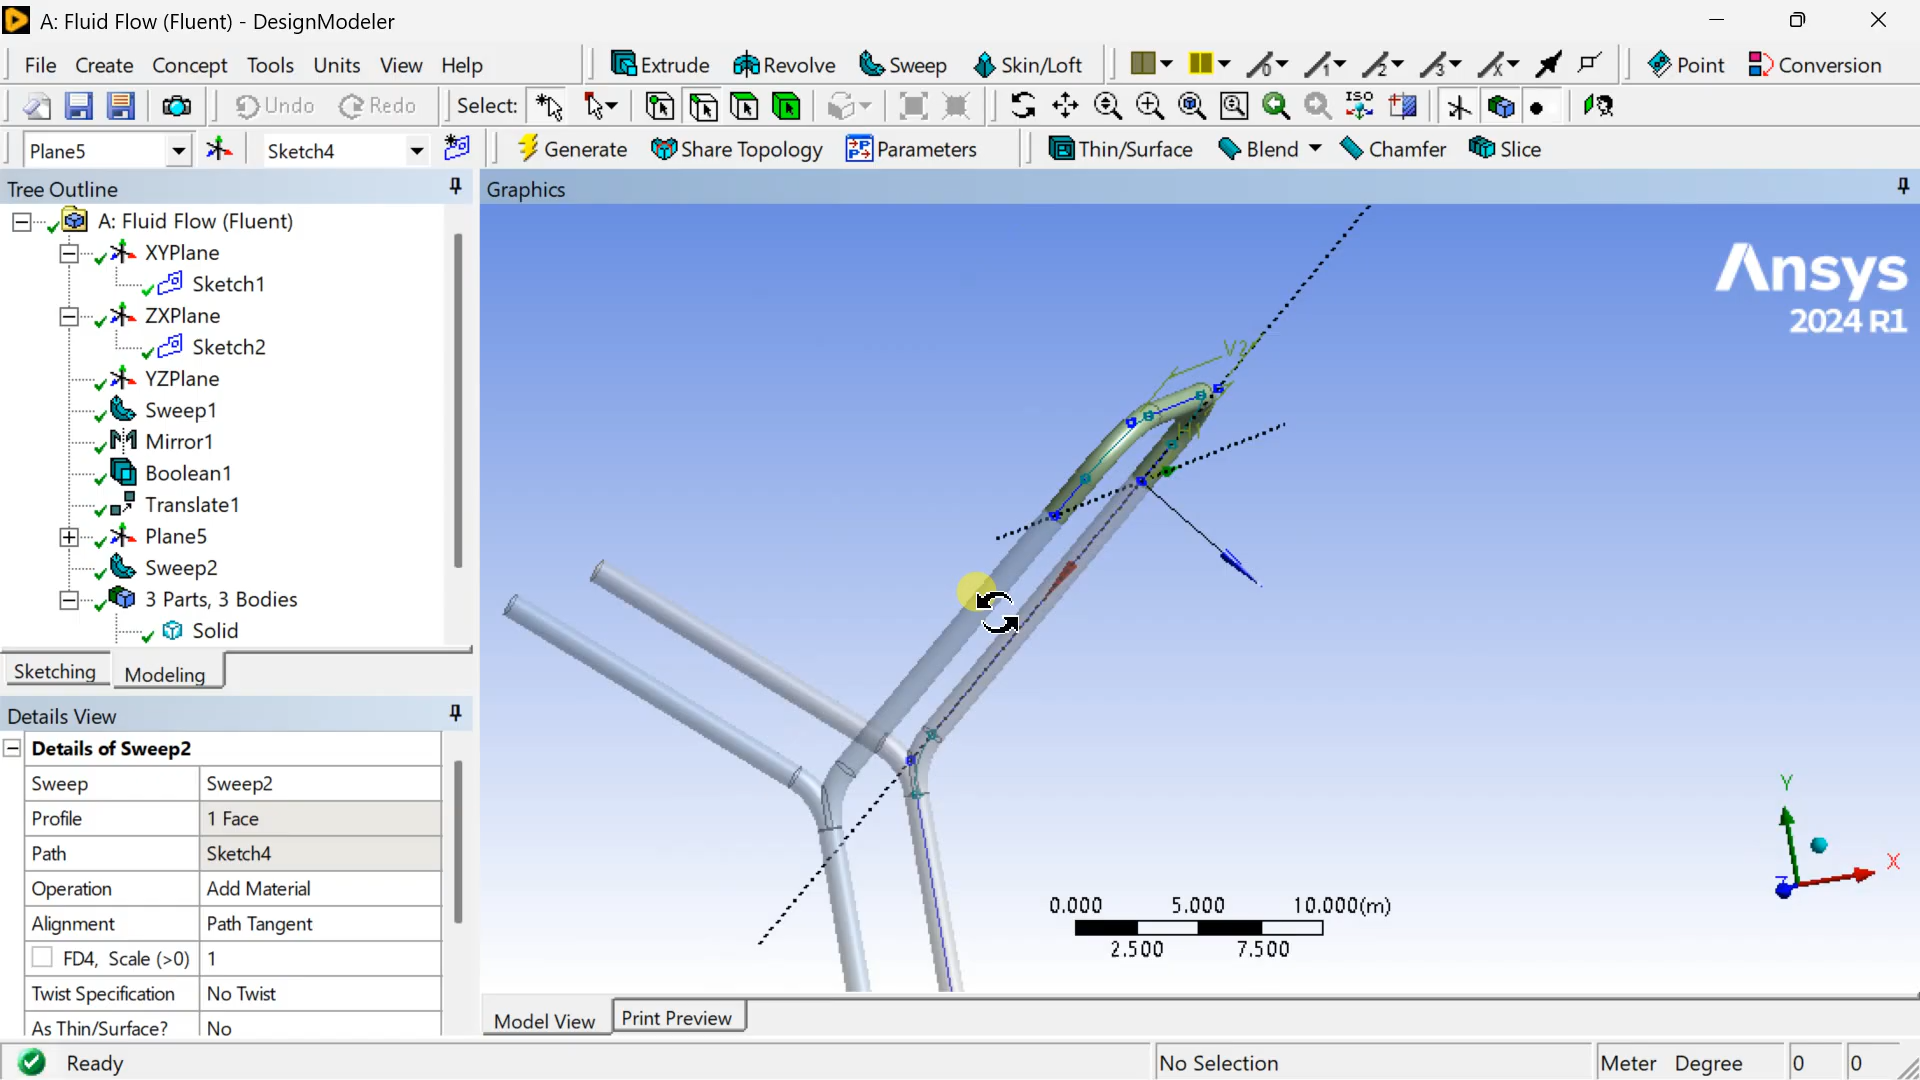 A: Fluid Flow (Fluent) - DesignModeler
File Create Concept Tools Units View Help
Extrude Revolve Sweep Skin/Loft
Point Conversion
Undo Redo Select:
ISO
Plane5 Sketch4
Generate Share Topology Parameters
Thin/Surface Blend Chamfer Slice
Tree Outline
A: Fluid Flow (Fluent)
XYPlane
Sketch1
ZXPlane
Sketch2
YZPlane
Sweep1
Mirror1
Boolean1
Translate1
Plane5
Sweep2
3 Parts, 3 Bodies
Solid
Sketching Modeling
Details View
Details of Sweep2
Sweep Sweep2
Profile 1 Face
Path Sketch4
Operation Add Material
Alignment Path Tangent
FD4, Scale (>0) 1
Twist Specification No Twist
As Thin/Surface? No
Graphics
Ansys
2024 R1
V2
Y
X
Z
0.000 5.000 10.000(m)
2.500 7.500
Model View Print Preview
Ready
No Selection
Meter Degree 0 0